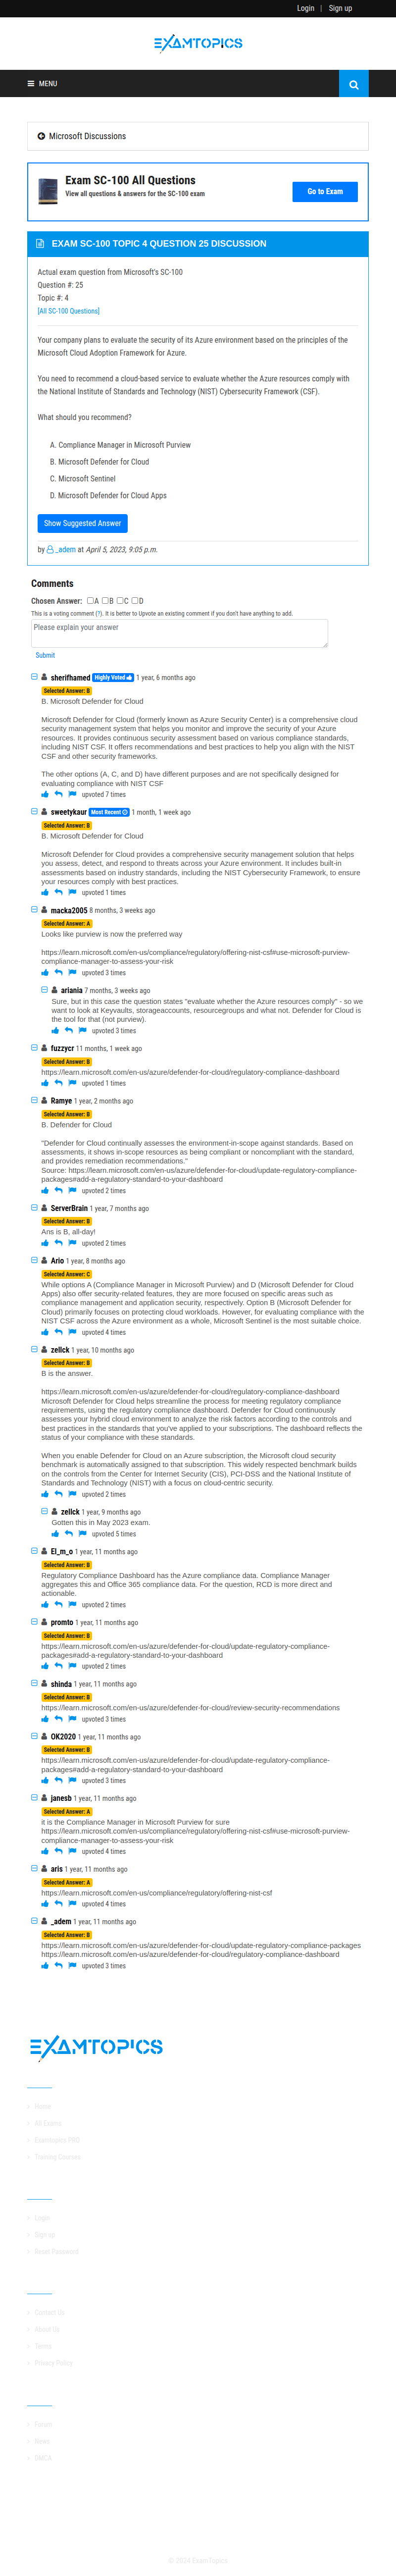 Login | Sign up
EXAMTOPICS
MENU
Microsoft Discussions
Exam SC-100 All Questions
View all questions & answers for the SC-100 exam
Go to Exam
EXAM SC-100 TOPIC 4 QUESTION 25 DISCUSSION
Actual exam question from Microsoft's SC-100
Question #: 25
Topic #: 4
[All SC-100 Questions]
Your company plans to evaluate the security of its Azure environment based on the principles of the
Microsoft Cloud Adoption Framework for Azure.
You need to recommend a cloud-based service to evaluate whether the Azure resources comply with
the National Institute of Standards and Technology (NIST) Cybersecurity Framework (CSF).
What should you recommend?
A. Compliance Manager in Microsoft Purview
B. Microsoft Defender for Cloud
C. Microsoft Sentinel
D. Microsoft Defender for Cloud Apps
Show Suggested Answer
by _adem at April 5, 2023, 9:05 p.m.
Comments
Chosen Answer: A B C D
This is a voting comment (?). It is better to Upvote an existing comment if you don't have anything to add.
Please explain your answer
Submit
sherifhamed Highly Voted 1 year, 6 months ago
Selected Answer: B
B. Microsoft Defender for Cloud
Microsoft Defender for Cloud (formerly known as Azure Security Center) is a comprehensive cloud
security management system that helps you monitor and improve the security of your Azure
resources. It provides continuous security assessment based on various compliance standards,
including NIST CSF. It offers recommendations and best practices to help you align with the NIST
CSF and other security frameworks.
The other options (A, C, and D) have different purposes and are not specifically designed for
evaluating compliance with NIST CSF
upvoted 7 times
sweetykaur Most Recent 1 month, 1 week ago
Selected Answer: B
B. Microsoft Defender for Cloud
Microsoft Defender for Cloud provides a comprehensive security management solution that helps
you assess, detect, and respond to threats across your Azure environment. It includes built-in
assessments based on industry standards, including the NIST Cybersecurity Framework, to ensure
your resources comply with best practices.
upvoted 1 times
macka2005 8 months, 3 weeks ago
Selected Answer: A
Looks like purview is now the preferred way
https://learn.microsoft.com/en-us/compliance/regulatory/offering-nist-csf#use-microsoft-purview-
compliance-manager-to-assess-your-risk
upvoted 3 times
ariania 7 months, 3 weeks ago
Sure, but in this case the question states "evaluate whether the Azure resources comply" - so we
want to look at Keyvaults, storageaccounts, resourcegroups and what not. Defender for Cloud is
the tool for that (not purview).
upvoted 3 times
fuzzycr 11 months, 1 week ago
Selected Answer: B
https://learn.microsoft.com/en-us/azure/defender-for-cloud/regulatory-compliance-dashboard
upvoted 1 times
Ramye 1 year, 2 months ago
Selected Answer: B
B. Defender for Cloud
"Defender for Cloud continually assesses the environment-in-scope against standards. Based on
assessments, it shows in-scope resources as being compliant or noncompliant with the standard,
and provides remediation recommendations."
Source: https://learn.microsoft.com/en-us/azure/defender-for-cloud/update-regulatory-compliance-
packages#add-a-regulatory-standard-to-your-dashboard
upvoted 2 times
ServerBrain 1 year, 7 months ago
Selected Answer: B
Ans is B, all-day!
upvoted 2 times
Ario 1 year, 8 months ago
Selected Answer: C
While options A (Compliance Manager in Microsoft Purview) and D (Microsoft Defender for Cloud
Apps) also offer security-related features, they are more focused on specific areas such as
compliance management and application security, respectively. Option B (Microsoft Defender for
Cloud) primarily focuses on protecting cloud workloads. However, for evaluating compliance with the
NIST CSF across the Azure environment as a whole, Microsoft Sentinel is the most suitable choice.
upvoted 4 times
zellck 1 year, 10 months ago
Selected Answer: B
B is the answer.
https://learn.microsoft.com/en-us/azure/defender-for-cloud/regulatory-compliance-dashboard
Microsoft Defender for Cloud helps streamline the process for meeting regulatory compliance
requirements, using the regulatory compliance dashboard. Defender for Cloud continuously
assesses your hybrid cloud environment to analyze the risk factors according to the controls and
best practices in the standards that you've applied to your subscriptions. The dashboard reflects the
status of your compliance with these standards.
When you enable Defender for Cloud on an Azure subscription, the Microsoft cloud security
benchmark is automatically assigned to that subscription. This widely respected benchmark builds
on the controls from the Center for Internet Security (CIS), PCI-DSS and the National Institute of
Standards and Technology (NIST) with a focus on cloud-centric security.
upvoted 2 times
zellck 1 year, 9 months ago
Gotten this in May 2023 exam.
upvoted 5 times
El_m_o 1 year, 11 months ago
Selected Answer: B
Regulatory Compliance Dashboard has the Azure compliance data. Compliance Manager
aggregates this and Office 365 compliance data. For the question, RCD is more direct and
actionable.
upvoted 2 times
promto 1 year, 11 months ago
Selected Answer: B
https://learn.microsoft.com/en-us/azure/defender-for-cloud/update-regulatory-compliance-
packages#add-a-regulatory-standard-to-your-dashboard
upvoted 2 times
shinda 1 year, 11 months ago
Selected Answer: B
https://learn.microsoft.com/en-us/azure/defender-for-cloud/review-security-recommendations
upvoted 3 times
OK2020 1 year, 11 months ago
Selected Answer: B
https://learn.microsoft.com/en-us/azure/defender-for-cloud/update-regulatory-compliance-
packages#add-a-regulatory-standard-to-your-dashboard
upvoted 3 times
janesb 1 year, 11 months ago
Selected Answer: A
it is the Compliance Manager in Microsoft Purview for sure
https://learn.microsoft.com/en-us/compliance/regulatory/offering-nist-csf#use-microsoft-purview-
compliance-manager-to-assess-your-risk
upvoted 4 times
aris 1 year, 11 months ago
Selected Answer: A
https://learn.microsoft.com/en-us/compliance/regulatory/offering-nist-csf
upvoted 4 times
_adem 1 year, 11 months ago
Selected Answer: B
https://learn.microsoft.com/en-us/azure/defender-for-cloud/update-regulatory-compliance-packages
https://learn.microsoft.com/en-us/azure/defender-for-cloud/regulatory-compliance-dashboard
upvoted 3 times
EXAMTOPICS
Home
All Exams
Examtopics PRO
Training Courses
Login
Sign up
Reset Password
Contact Us
About Us
Terms
Privacy Policy
Forum
News
DMCA
© 2024 ExamTopics